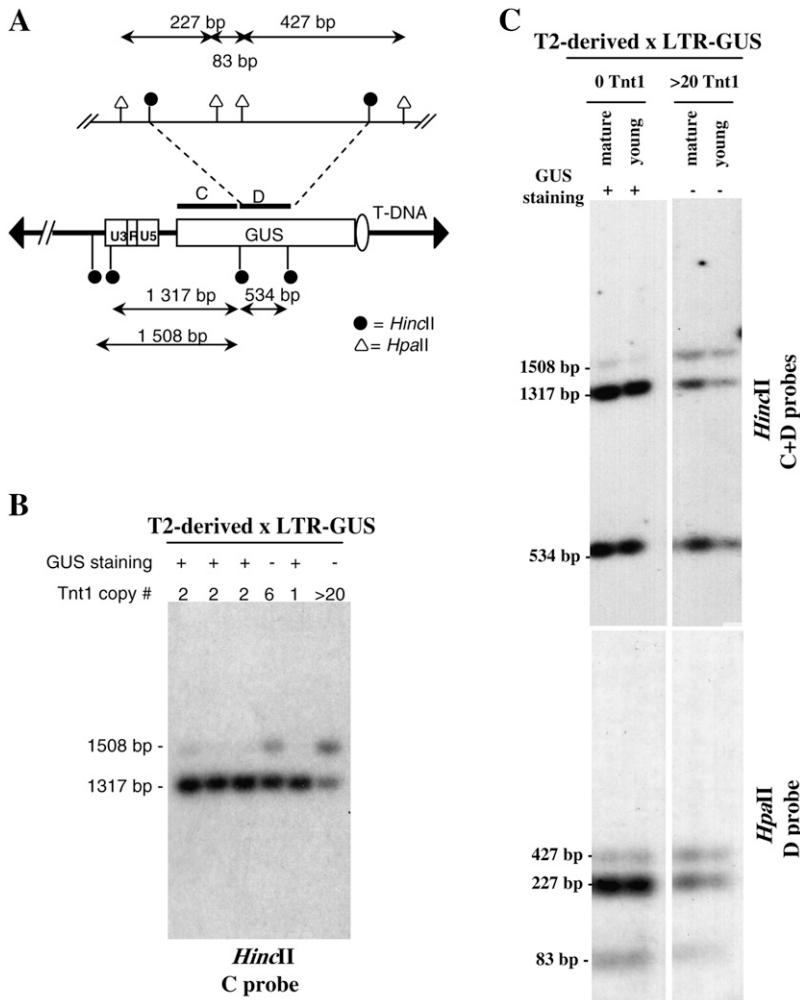 A
227 bp
427 bp
83 bp
C
D
T-DNA
U3
R
U5
GUS
1 317 bp
534 bp
1 508 bp
= HincII
= HpaII
B
T2-derived x LTR-GUS
GUS staining + + + - + -
Tnt1 copy # 2 2 2 6 1 >20
1508 bp -
1317 bp -
HincII
C probe
C
T2-derived x LTR-GUS
0 Tnt1 >20 Tnt1
mature young mature young
GUS
staining + + - -
1508 bp -
1317 bp -
534 bp -
HincII
C+D probes
427 bp -
227 bp -
83 bp -
HpaII
D probe